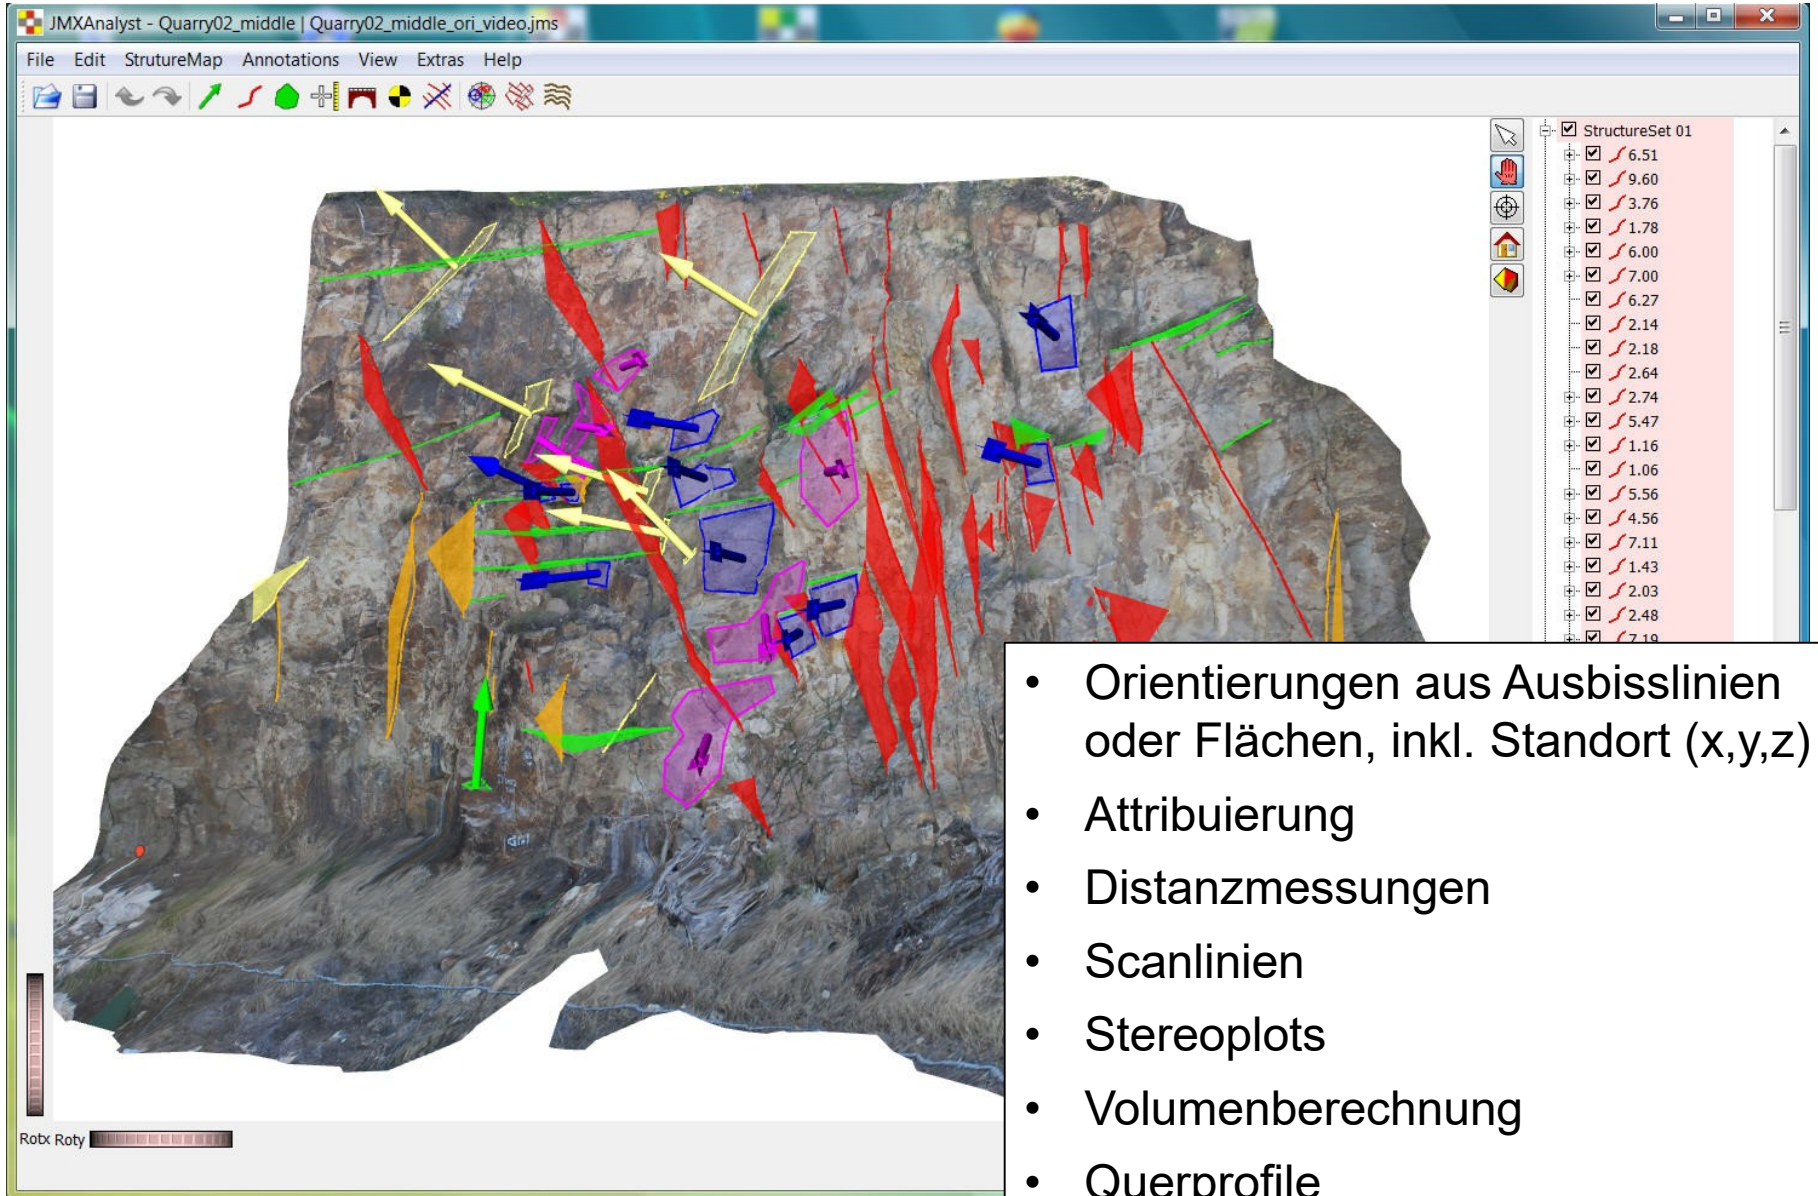 JMXAnalyst - Quarry02_middle | Quarry02_middle_ori_video.jms
File Edit StrutureMap Annotations View Extras Help
StructureSet 01
6.51
9.60
3.76
1.78
6.00
7.00
6.27
2.14
2.18
2.64
2.74
5.47
1.16
1.06
5.56
4.56
7.11
1.43
2.03
2.48
7.19
• Orientierungen aus Ausbisslinien
oder Flächen, inkl. Standort (x,y,z)
• Attribuierung
• Distanzmessungen
• Scanlinien
• Stereoplots
• Volumenberechnung
• Querprofile
Rotx Roty